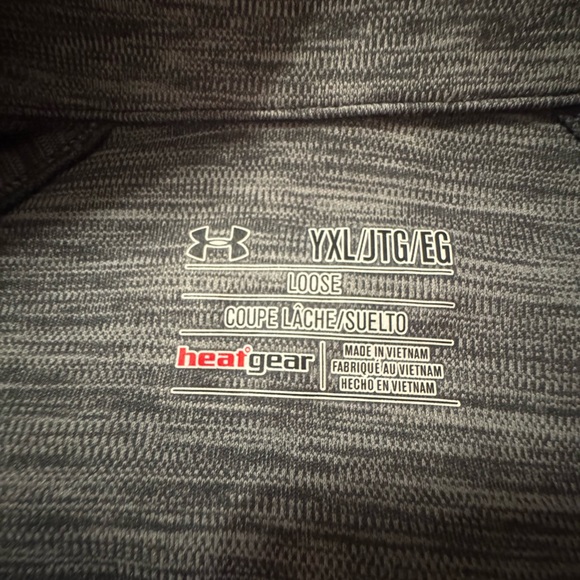 YXL/JTG/EG
LOOSE
COUPE LÂCHE/SUELTO
heatgear
MADE IN VIETNAM
FABRIQUÉ AU VIETNAM
HECHO EN VIETNAM